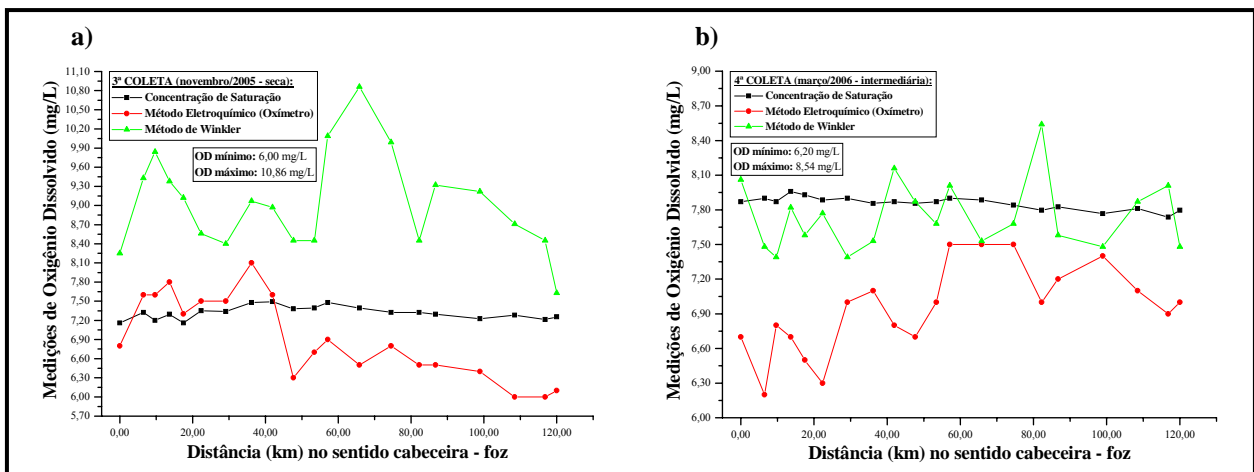 a)
3ª COLETA (novembro/2005 - seca):
Concentração de Saturação
Método Eletroquímico (Oxímetro)
Método de Winkler
OD mínimo: 6,00 mg/L
OD máximo: 10,86 mg/L
Medições de Oxigênio Dissolvido (mg/L)
11,10
10,80
10,50
10,20
9,90
9,60
9,30
9,00
8,70
8,40
8,10
7,80
7,50
7,20
6,90
6,60
6,30
6,00
5,70
0,00 20,00 40,00 60,00 80,00 100,00 120,00
Distância (km) no sentido cabeceira - foz
b)
4ª COLETA (março/2006 - intermediária):
Concentração de Saturação
Método Eletroquímico (Oxímetro)
Método de Winkler
OD mínimo: 6,20 mg/L
OD máximo: 8,54 mg/L
Medições de Oxigênio Dissolvido (mg/L)
9,00
8,70
8,40
8,10
7,80
7,50
7,20
6,90
6,60
6,30
6,00
0,00 20,00 40,00 60,00 80,00 100,00 120,00
Distância (km) no sentido cabeceira - foz